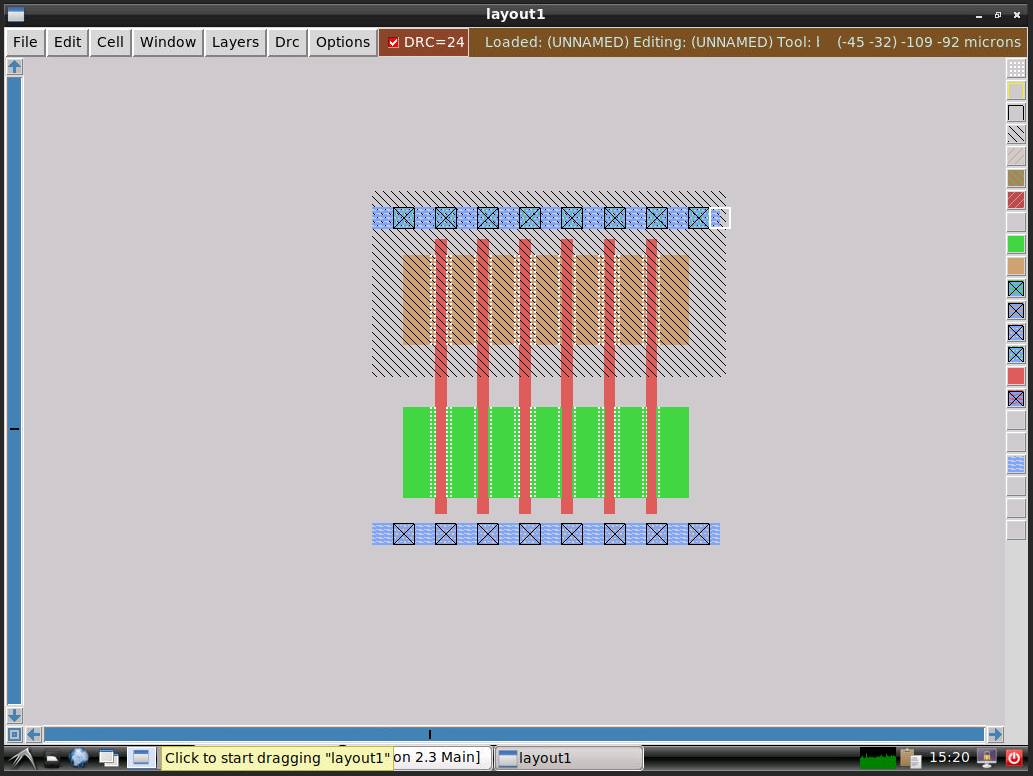 layout1
File Edit Cell Window Layers Drc Options DRC=24 Loaded: (UNNAMED) Editing: (UNNAMED) Tool: (-45 -32) -109 -92 microns
Click to start dragging "layout1" on 2.3 Main] layout1 15:20